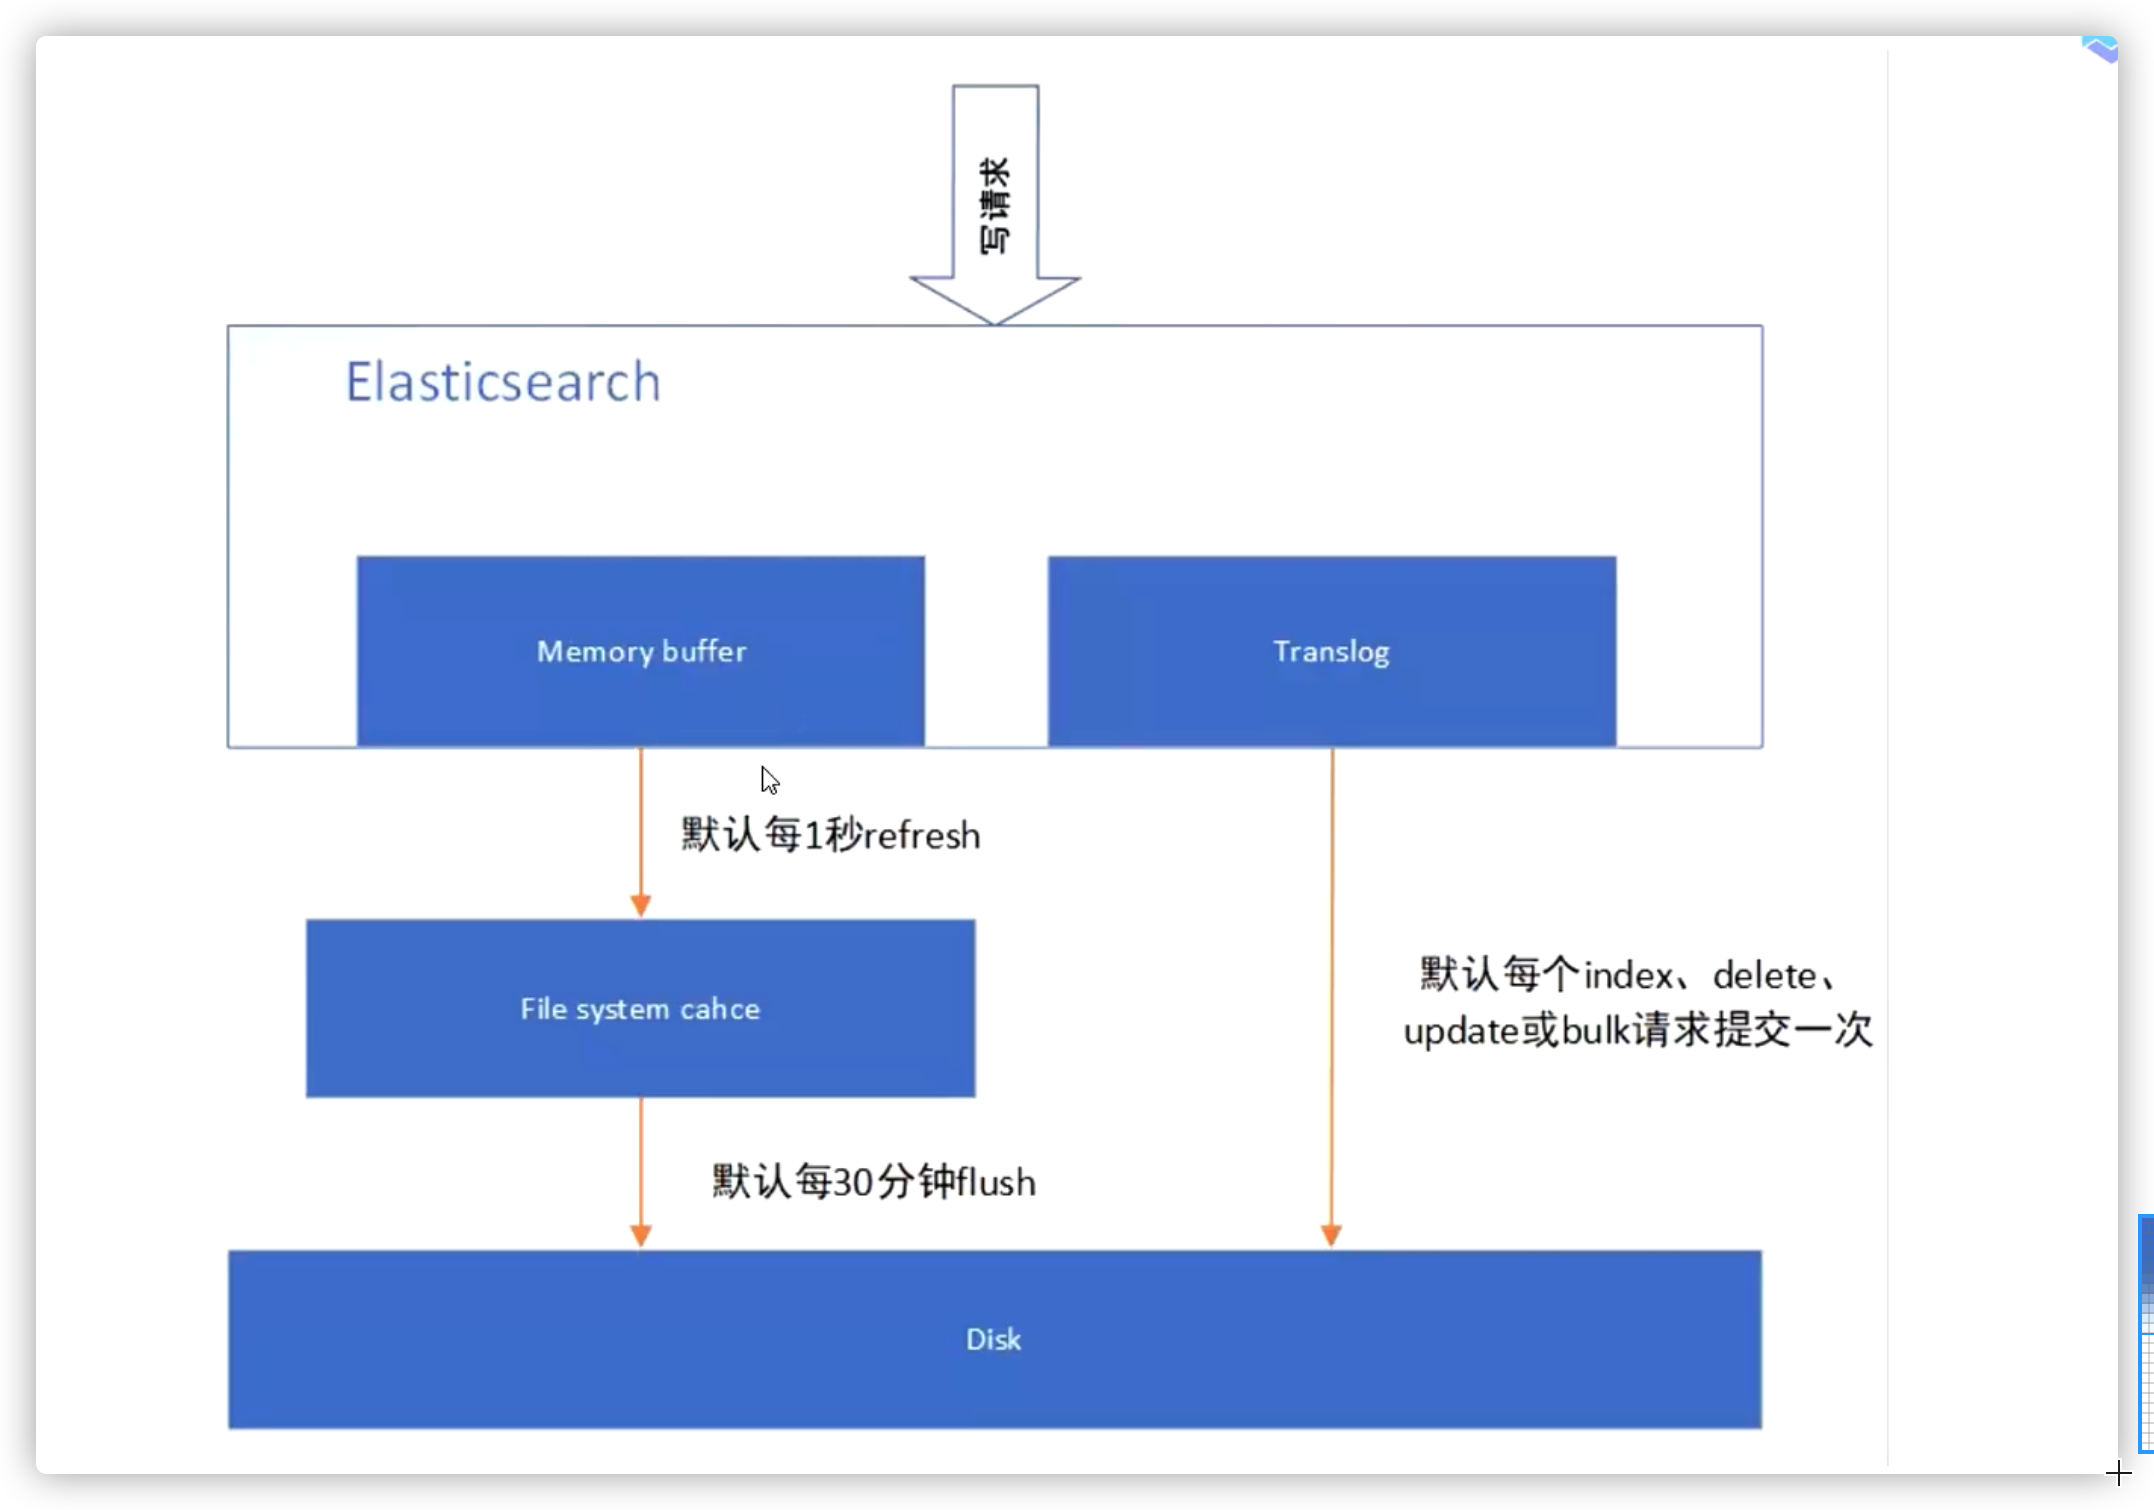 写请求
Elasticsearch
Memory buffer
Translog
默认每1秒refresh
File system cahce
默认每个index、delete、
update或bulk请求提交一次
默认每30分钟flush
Disk